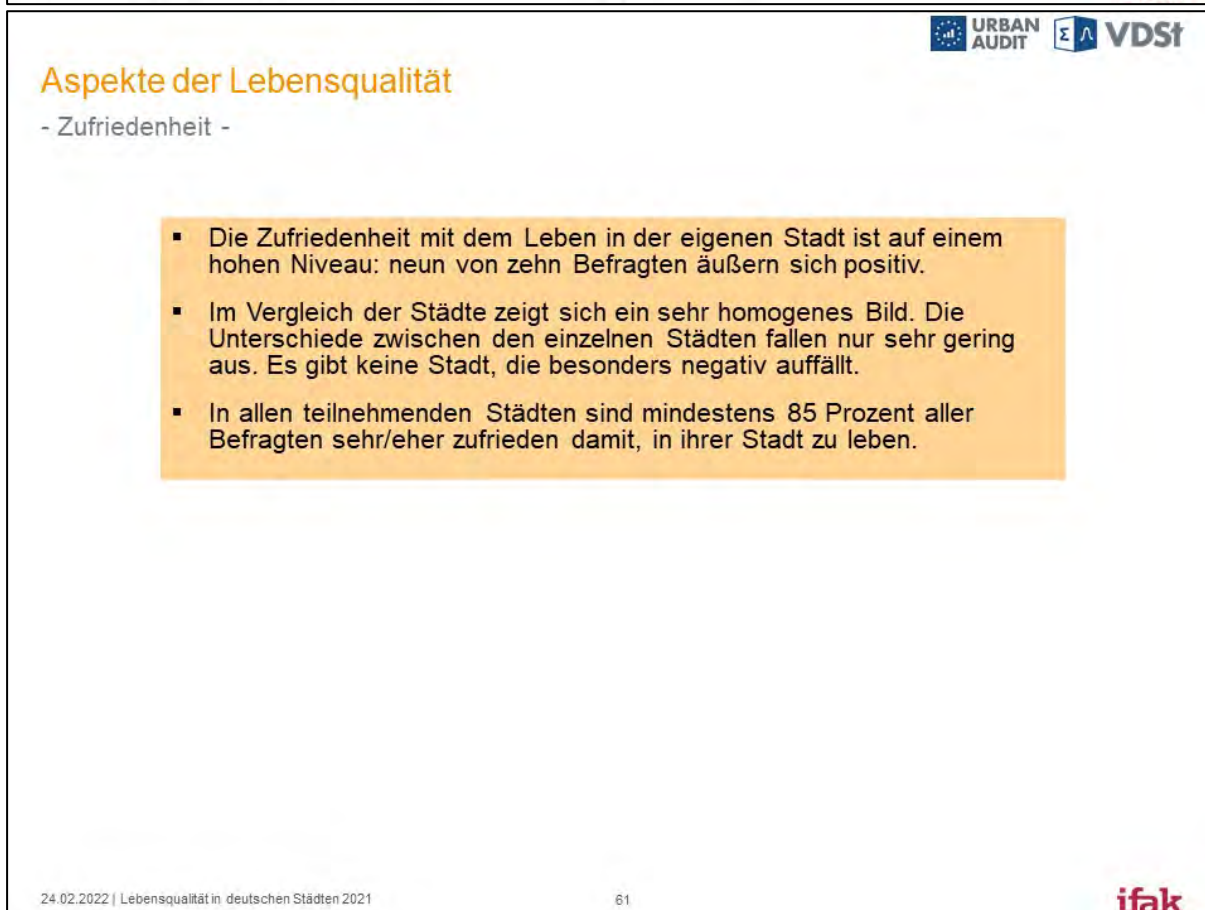 URBAN
AUDIT
VDSt
Aspekte der Lebensqualität
- Zufriedenheit -
▪ Die Zufriedenheit mit dem Leben in der eigenen Stadt ist auf einem
hohen Niveau: neun von zehn Befragten äußern sich positiv.
▪ Im Vergleich der Städte zeigt sich ein sehr homogenes Bild. Die
Unterschiede zwischen den einzelnen Städten fallen nur sehr gering
aus. Es gibt keine Stadt, die besonders negativ auffällt.
▪ In allen teilnehmenden Städten sind mindestens 85 Prozent aller
Befragten sehr/eher zufrieden damit, in ihrer Stadt zu leben.
24.02.2022 | Lebensqualität in deutschen Städten 2021
61
ifak